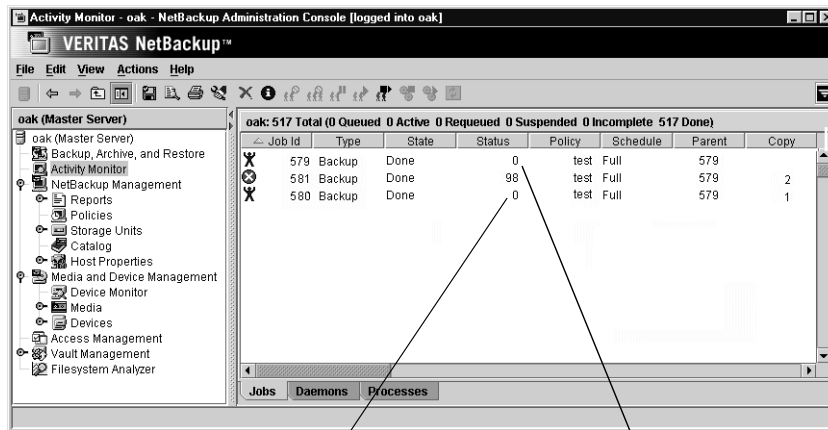 Activity Monitor - oak - NetBackup Administration Console [logged into oak]
VERITAS NetBackup™
File Edit View Actions Help
oak (Master Server)
oak (Master Server)
Backup, Archive, and Restore
Activity Monitor
NetBackup Management
Reports
Policies
Storage Units
Catalog
Host Properties
Media and Device Management
Device Monitor
Media
Devices
Access Management
Vault Management
Filesystem Analyzer
oak: 517 Total (0 Queued 0 Active 0 Requeued 0 Suspended 0 Incomplete 517 Done)
Job Id Type State Status Policy Schedule Parent Copy
579 Backup Done 0 test Full 579
581 Backup Done 98 test Full 579 2
580 Backup Done 0 test Full 579 1
Jobs Daemons Processes